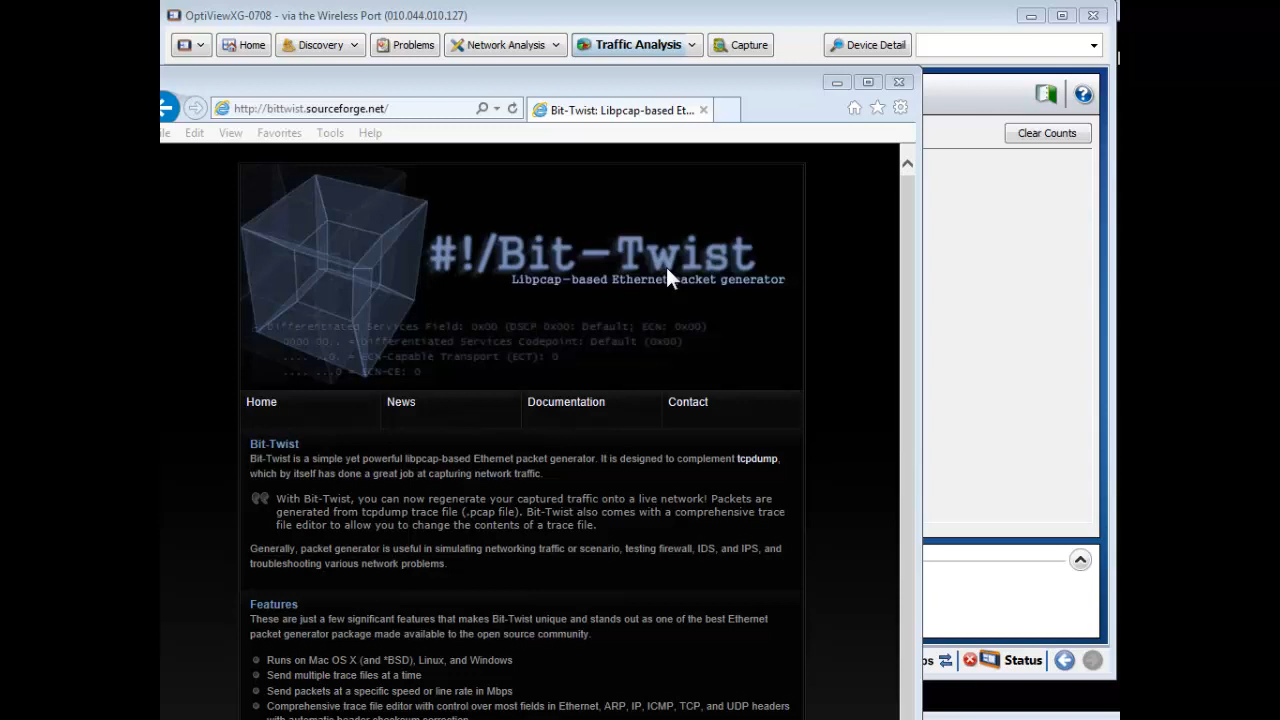 OptiViewXG-0708 - via the Wireless Port (010.044.010.127)
Home Discovery Problems Network Analysis Traffic Analysis Capture Device Detail
http://bittwist.sourceforge.net/ Bit-Twist: Libpcap-based Et...
Edit View Favorites Tools Help
Clear Counts
#!/Bit-Twist
Libpcap-based Ethernet packet generator
Differentiated Services Field: 0x00 (DSCP 0x00: Default; ECN: 0x00)
0000 00.. = Differentiated Services Codepoint: Default (0x00)
.... ..0. = ECN-Capable Transport (ECT): 0
.... ...0 = ECN-CE: 0
Home News Documentation Contact
Bit-Twist
Bit-Twist is a simple yet powerful libpcap-based Ethernet packet generator. It is designed to complement tcpdump,
which by itself has done a great job at capturing network traffic.
With Bit-Twist, you can now regenerate your captured traffic onto a live network! Packets are
generated from tcpdump trace file (.pcap file). Bit-Twist also comes with a comprehensive trace
file editor to allow you to change the contents of a trace file.
Generally, packet generator is useful in simulating networking traffic or scenario, testing firewall, IDS, and IPS, and
troubleshooting various network problems.
Features
These are just a few significant features that makes Bit-Twist unique and stands out as one of the best Ethernet
packet generator package made available to the open source community.
Runs on Mac OS X (and *BSD), Linux, and Windows
Send multiple trace files at a time
Status
Send packets at a specific speed or line rate in Mbps
Comprehensive trace file editor with control over most fields in Ethernet, ARP, IP, ICMP, TCP, and UDP headers
with automatic header checksum correction